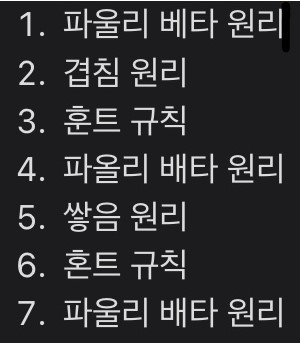 1. 파울리 베타 원리
2. 겹침 원리
3. 훈트 규칙
4. 파올리 배타 원리
5. 쌓음 원리
6. 혼트 규칙
7. 파울리 배타 원리